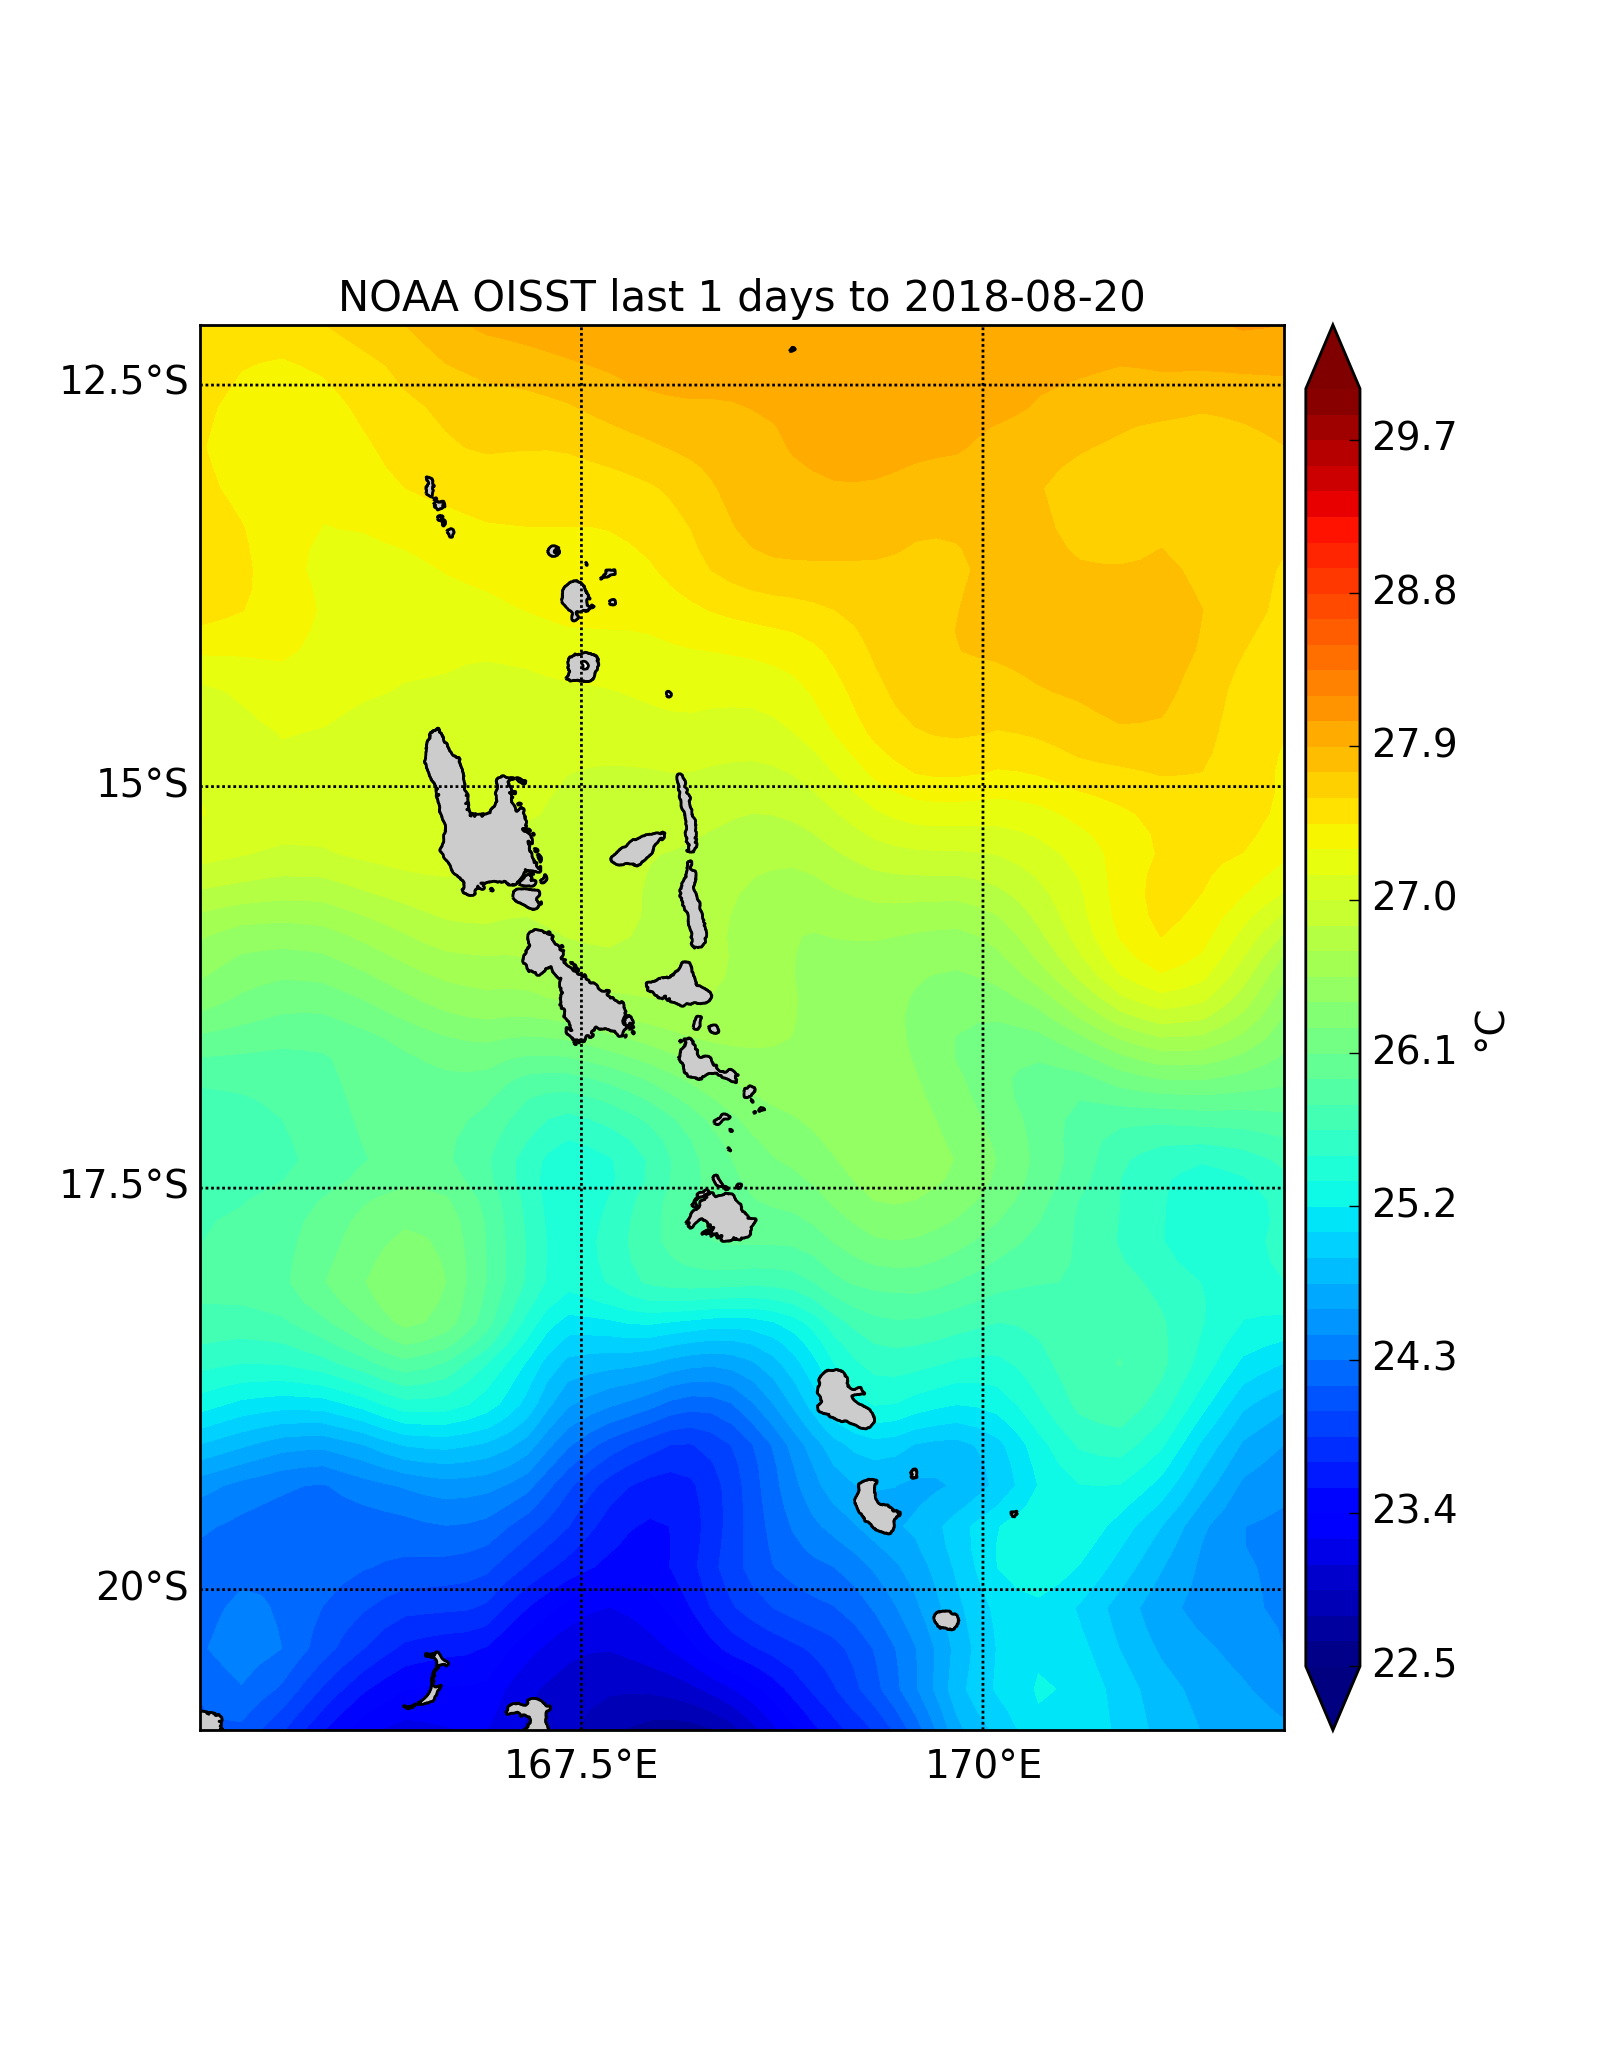 NOAA OISST last 1 days to 2018-08-20
12.5°S
15°S
17.5°S
20°S
167.5°E
170°E
29.7
28.8
27.9
27.0
26.1
25.2
24.3
23.4
22.5
°C